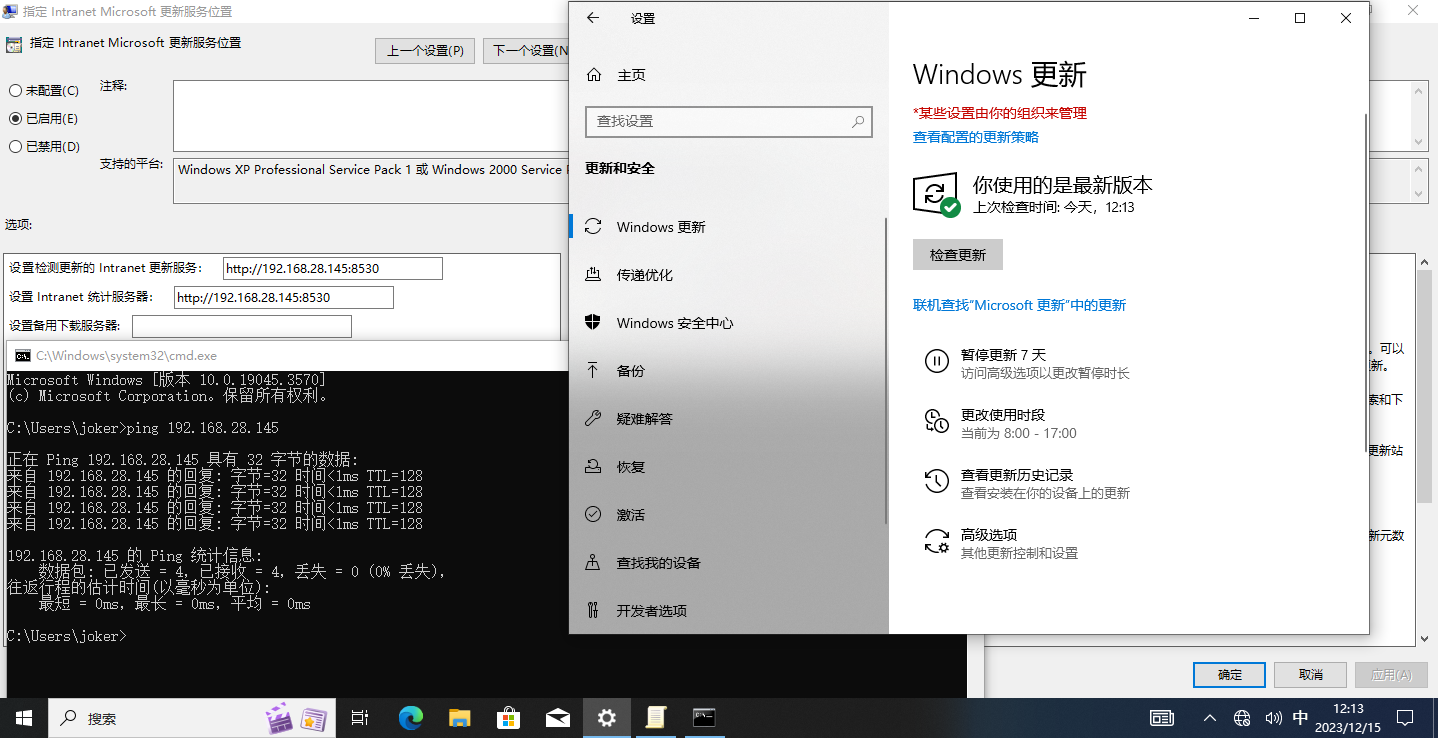 指定 Intranet Microsoft 更新服务位置
指定 Intranet Microsoft 更新服务位置
上一个设置(P)
下一个设置(N
未配置(C)
已启用(E)
已禁用(D)
注释:
支持的平台:
Windows XP Professional Service Pack 1 或 Windows 2000 Service
选项:
设置检测更新的 Intranet 更新服务:
http://192.168.28.145:8530
设置 Intranet 统计服务器:
http://192.168.28.145:8530
设置备用下载服务器:
C:\Windows\system32\cmd.exe
Microsoft Windows [版本 10.0.19045.3570]
(c) Microsoft Corporation。保留所有权利。
C:\Users\joker>ping 192.168.28.145
正在 Ping 192.168.28.145 具有 32 字节的数据:
来自 192.168.28.145 的回复: 字节=32 时间<1ms TTL=128
来自 192.168.28.145 的回复: 字节=32 时间<1ms TTL=128
来自 192.168.28.145 的回复: 字节=32 时间<1ms TTL=128
来自 192.168.28.145 的回复: 字节=32 时间<1ms TTL=128
192.168.28.145 的 Ping 统计信息:
数据包: 已发送 = 4，已接收 = 4，丢失 = 0 (0% 丢失)，
往返行程的估计时间(以毫秒为单位):
最短 = 0ms，最长 = 0ms，平均 = 0ms
C:\Users\joker>
设置
主页
查找设置
更新和安全
Windows 更新
传递优化
Windows 安全中心
备份
疑难解答
恢复
激活
查找我的设备
开发者选项
Windows 更新
*某些设置由你的组织来管理
查看配置的更新策略
你使用的是最新版本
上次检查时间: 今天，12:13
检查更新
联机查找"Microsoft 更新"中的更新
暂停更新 7 天
访问高级选项以更改暂停时长
更改使用时段
当前为 8:00 - 17:00
查看更新历史记录
查看安装在你的设备上的更新
高级选项
其他更新控制和设置
。可以
新。
索和下
更新站
新元数
确定
取消
应用(A)
搜索
中
12:13
2023/12/15